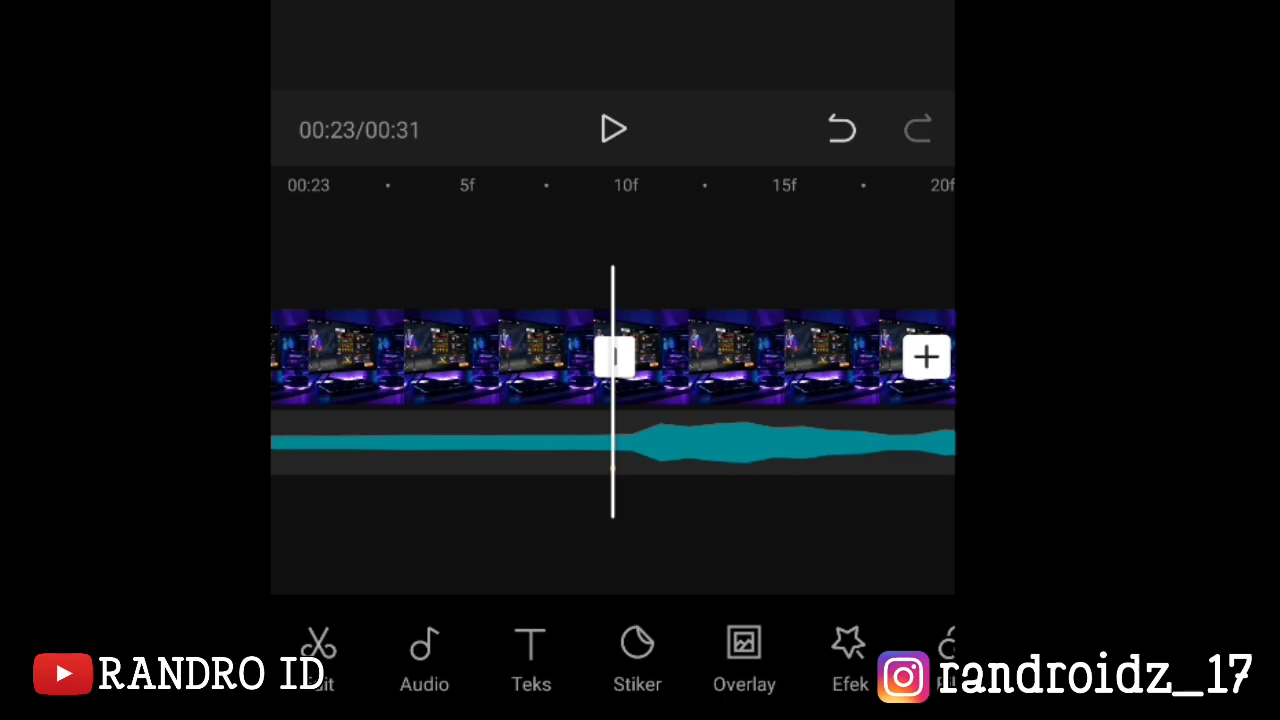 00:23/00:31
00:23 5f 10f 15f 20f
Audio Teks Stiker Overlay Efek
RANDRO ID randroidz_17